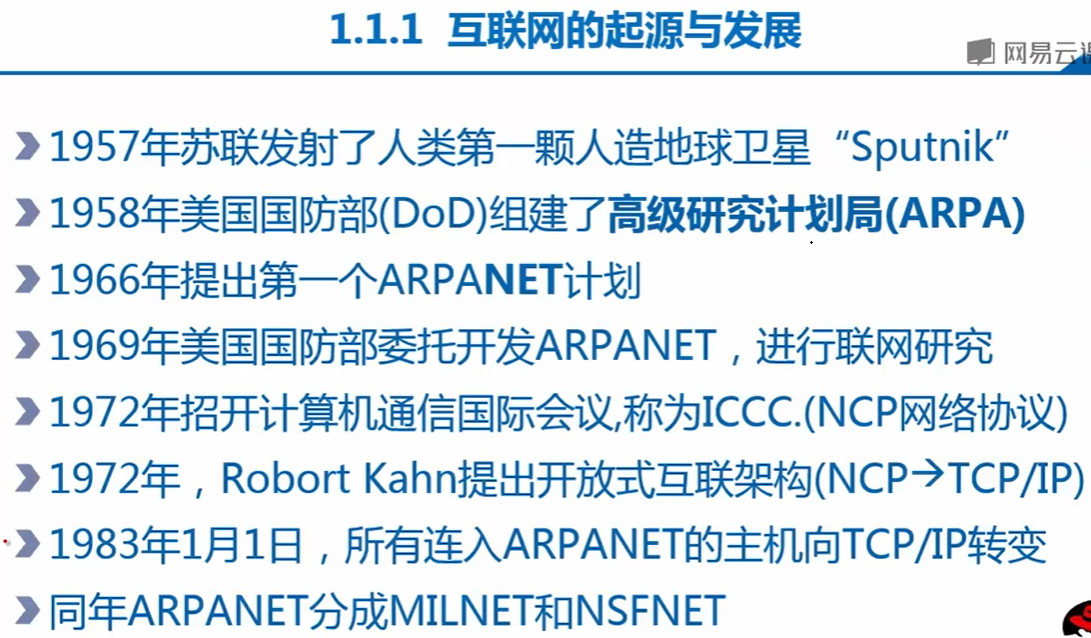 1.1.1 互联网的起源与发展
网易云课
1957年苏联发射了人类第一颗人造地球卫星“Sputnik”
1958年美国国防部(DoD)组建了高级研究计划局(ARPA)
1966年提出第一个ARPANET计划
1969年美国国防部委托开发ARPANET，进行联网研究
1972年招开计算机通信国际会议,称为ICCC.(NCP网络协议)
1972年，Robort Kahn提出开放式互联架构(NCP→TCP/IP)
1983年1月1日，所有连入ARPANET的主机向TCP/IP转变
同年ARPANET分成MILNET和NSFNET